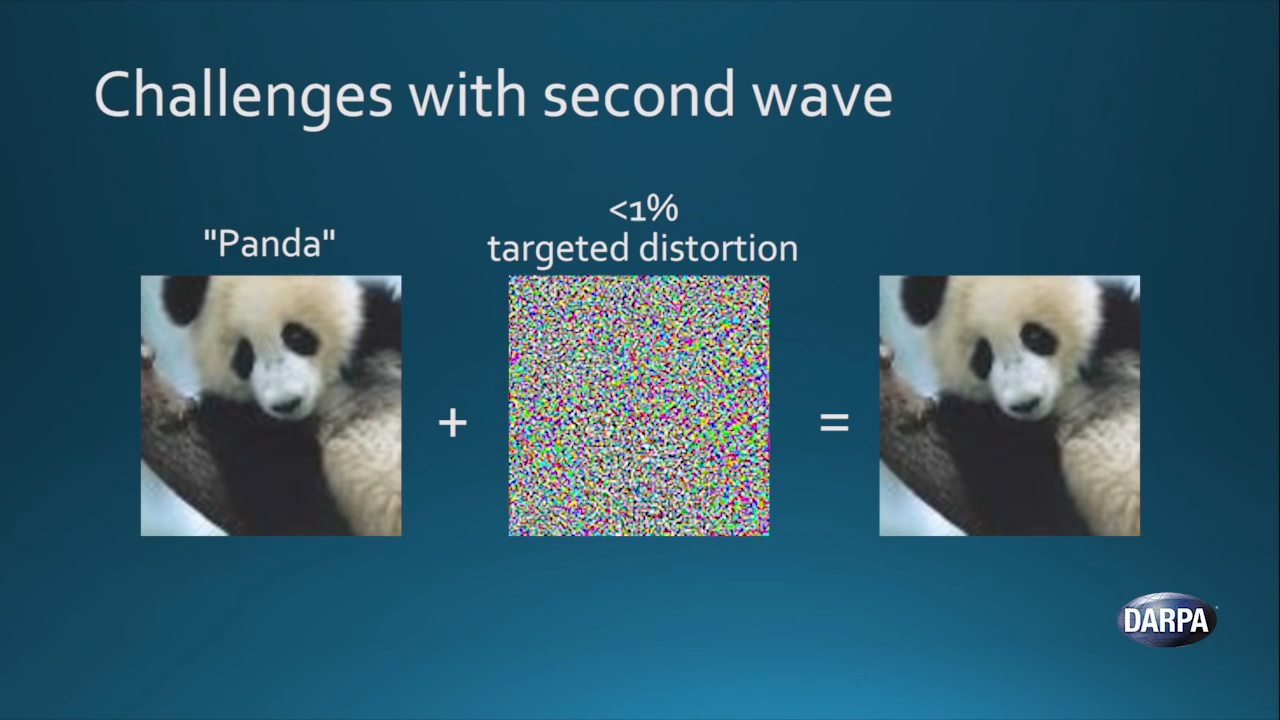 Challenges with second wave
"Panda"
<1%
targeted distortion
+
=
DARPA